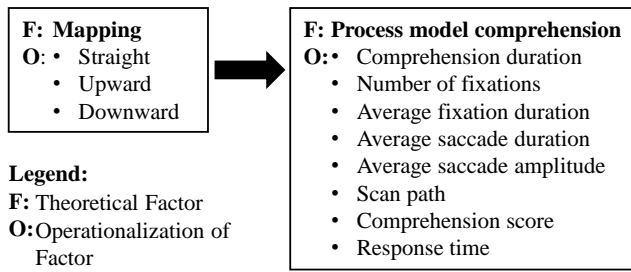 F: Mapping
O: • Straight
• Upward
• Downward
F: Process model comprehension
O: • Comprehension duration
• Number of fixations
• Average fixation duration
• Average saccade duration
• Average saccade amplitude
• Scan path
• Comprehension score
• Response time
Legend:
F: Theoretical Factor
O: Operationalization of
Factor